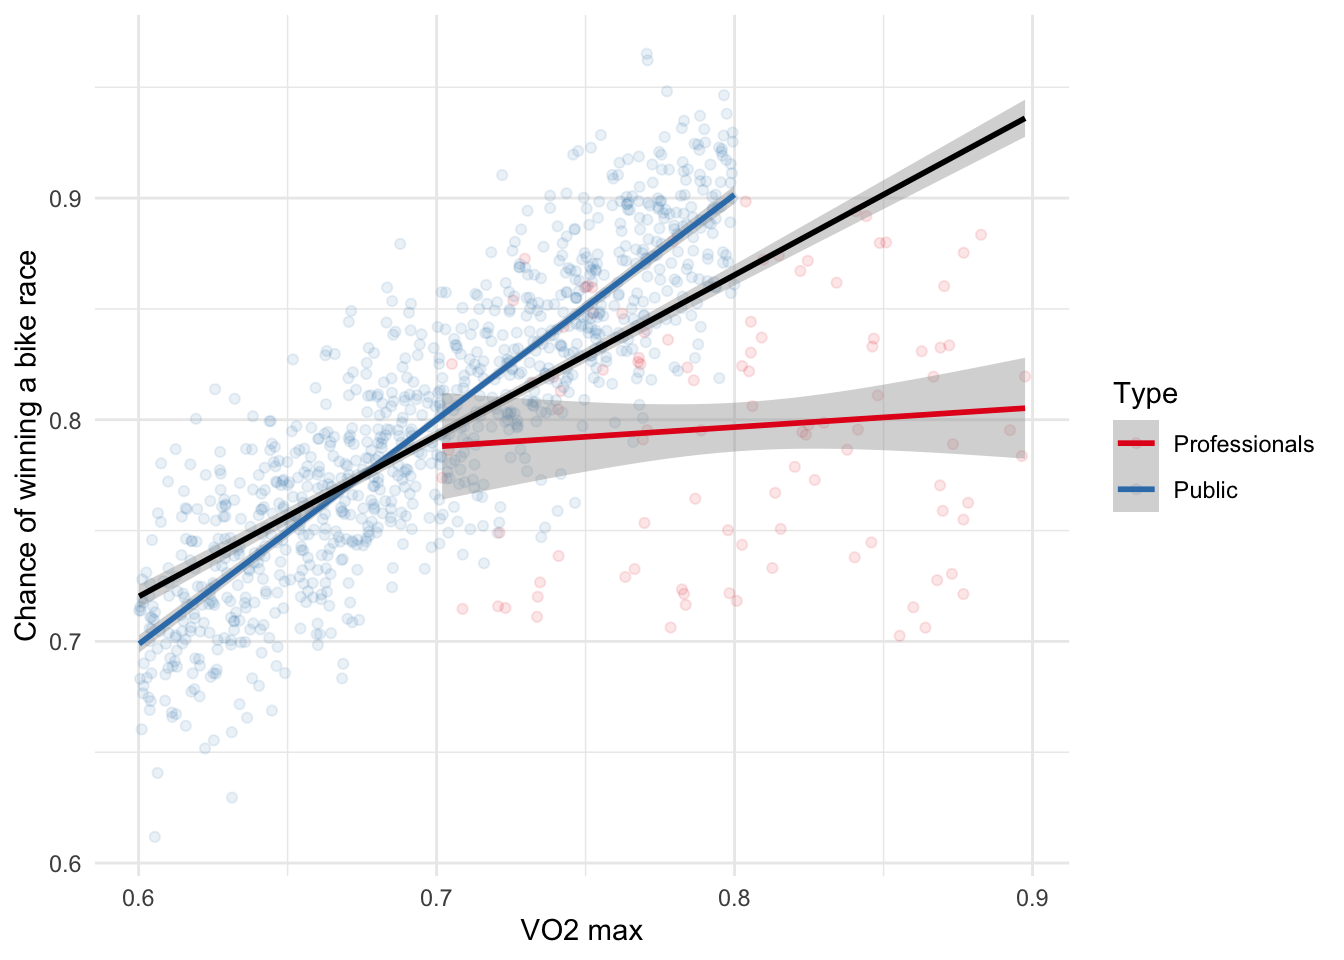 Chance of winning a bike race
0.9
0.8
0.7
0.6
0.6 0.7 0.8 0.9
VO2 max
Type
Professionals
Public